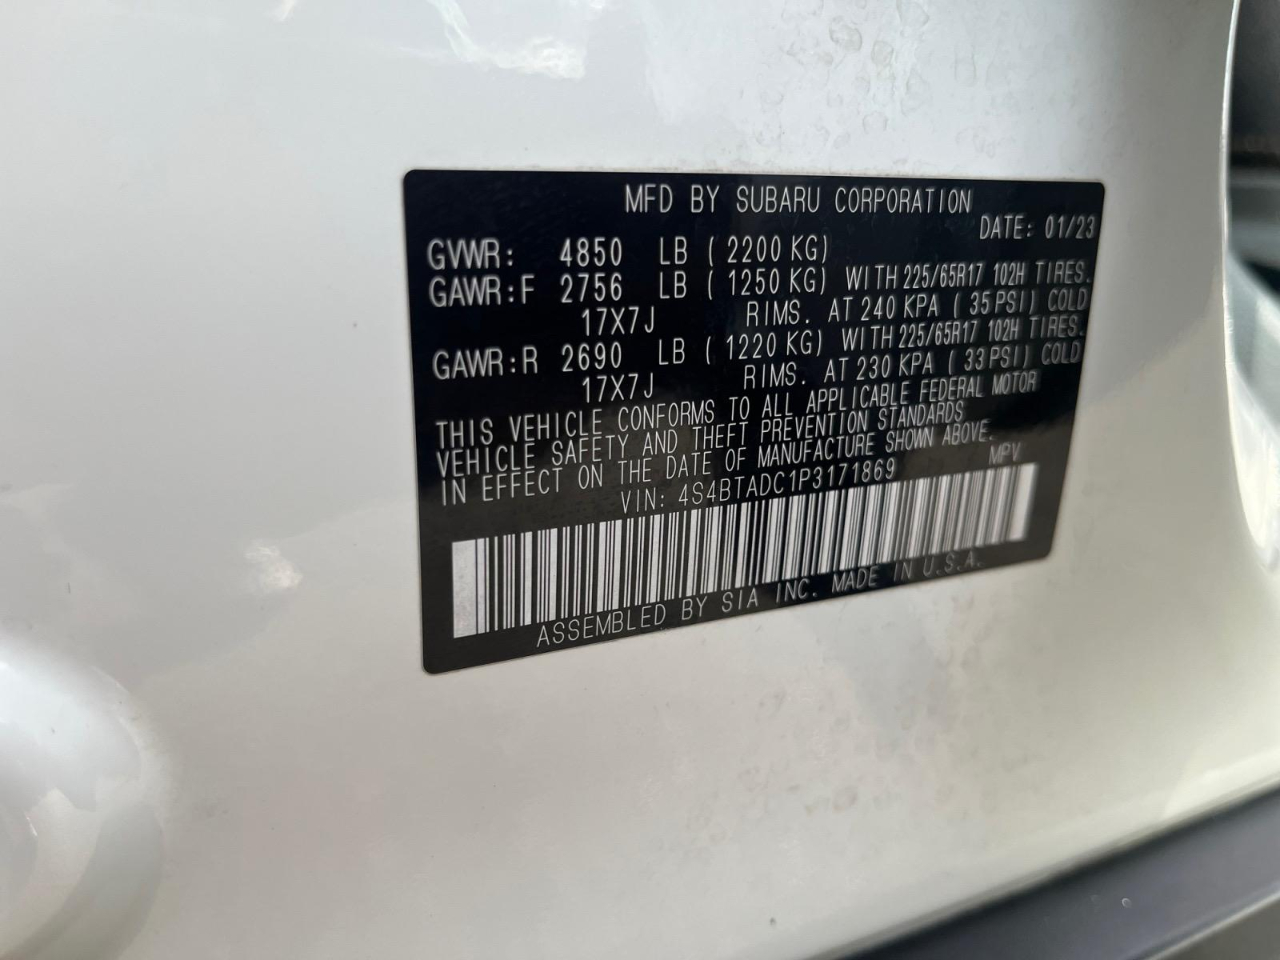 MFD BY SUBARU CORPORATION
DATE: 01/23
GVWR: 4850 LB ( 2200 KG)
GAWR:F 2756 LB ( 1250 KG) WITH 225/65R17 102H TIRES.
17X7J RIMS. AT 240 KPA ( 35 PSI) COLD
GAWR:R 2690 LB ( 1220 KG) WITH 225/65R17 102H TIRES.
17X7J RIMS. AT 230 KPA ( 33 PSI) COLD
THIS VEHICLE CONFORMS TO ALL APPLICABLE FEDERAL MOTOR
VEHICLE SAFETY AND THEFT PREVENTION STANDARDS
IN EFFECT ON THE DATE OF MANUFACTURE SHOWN ABOVE.
VIN: 4S4BTADC1P3171869 MPV
ASSEMBLED BY SIA INC. MADE IN U.S.A.